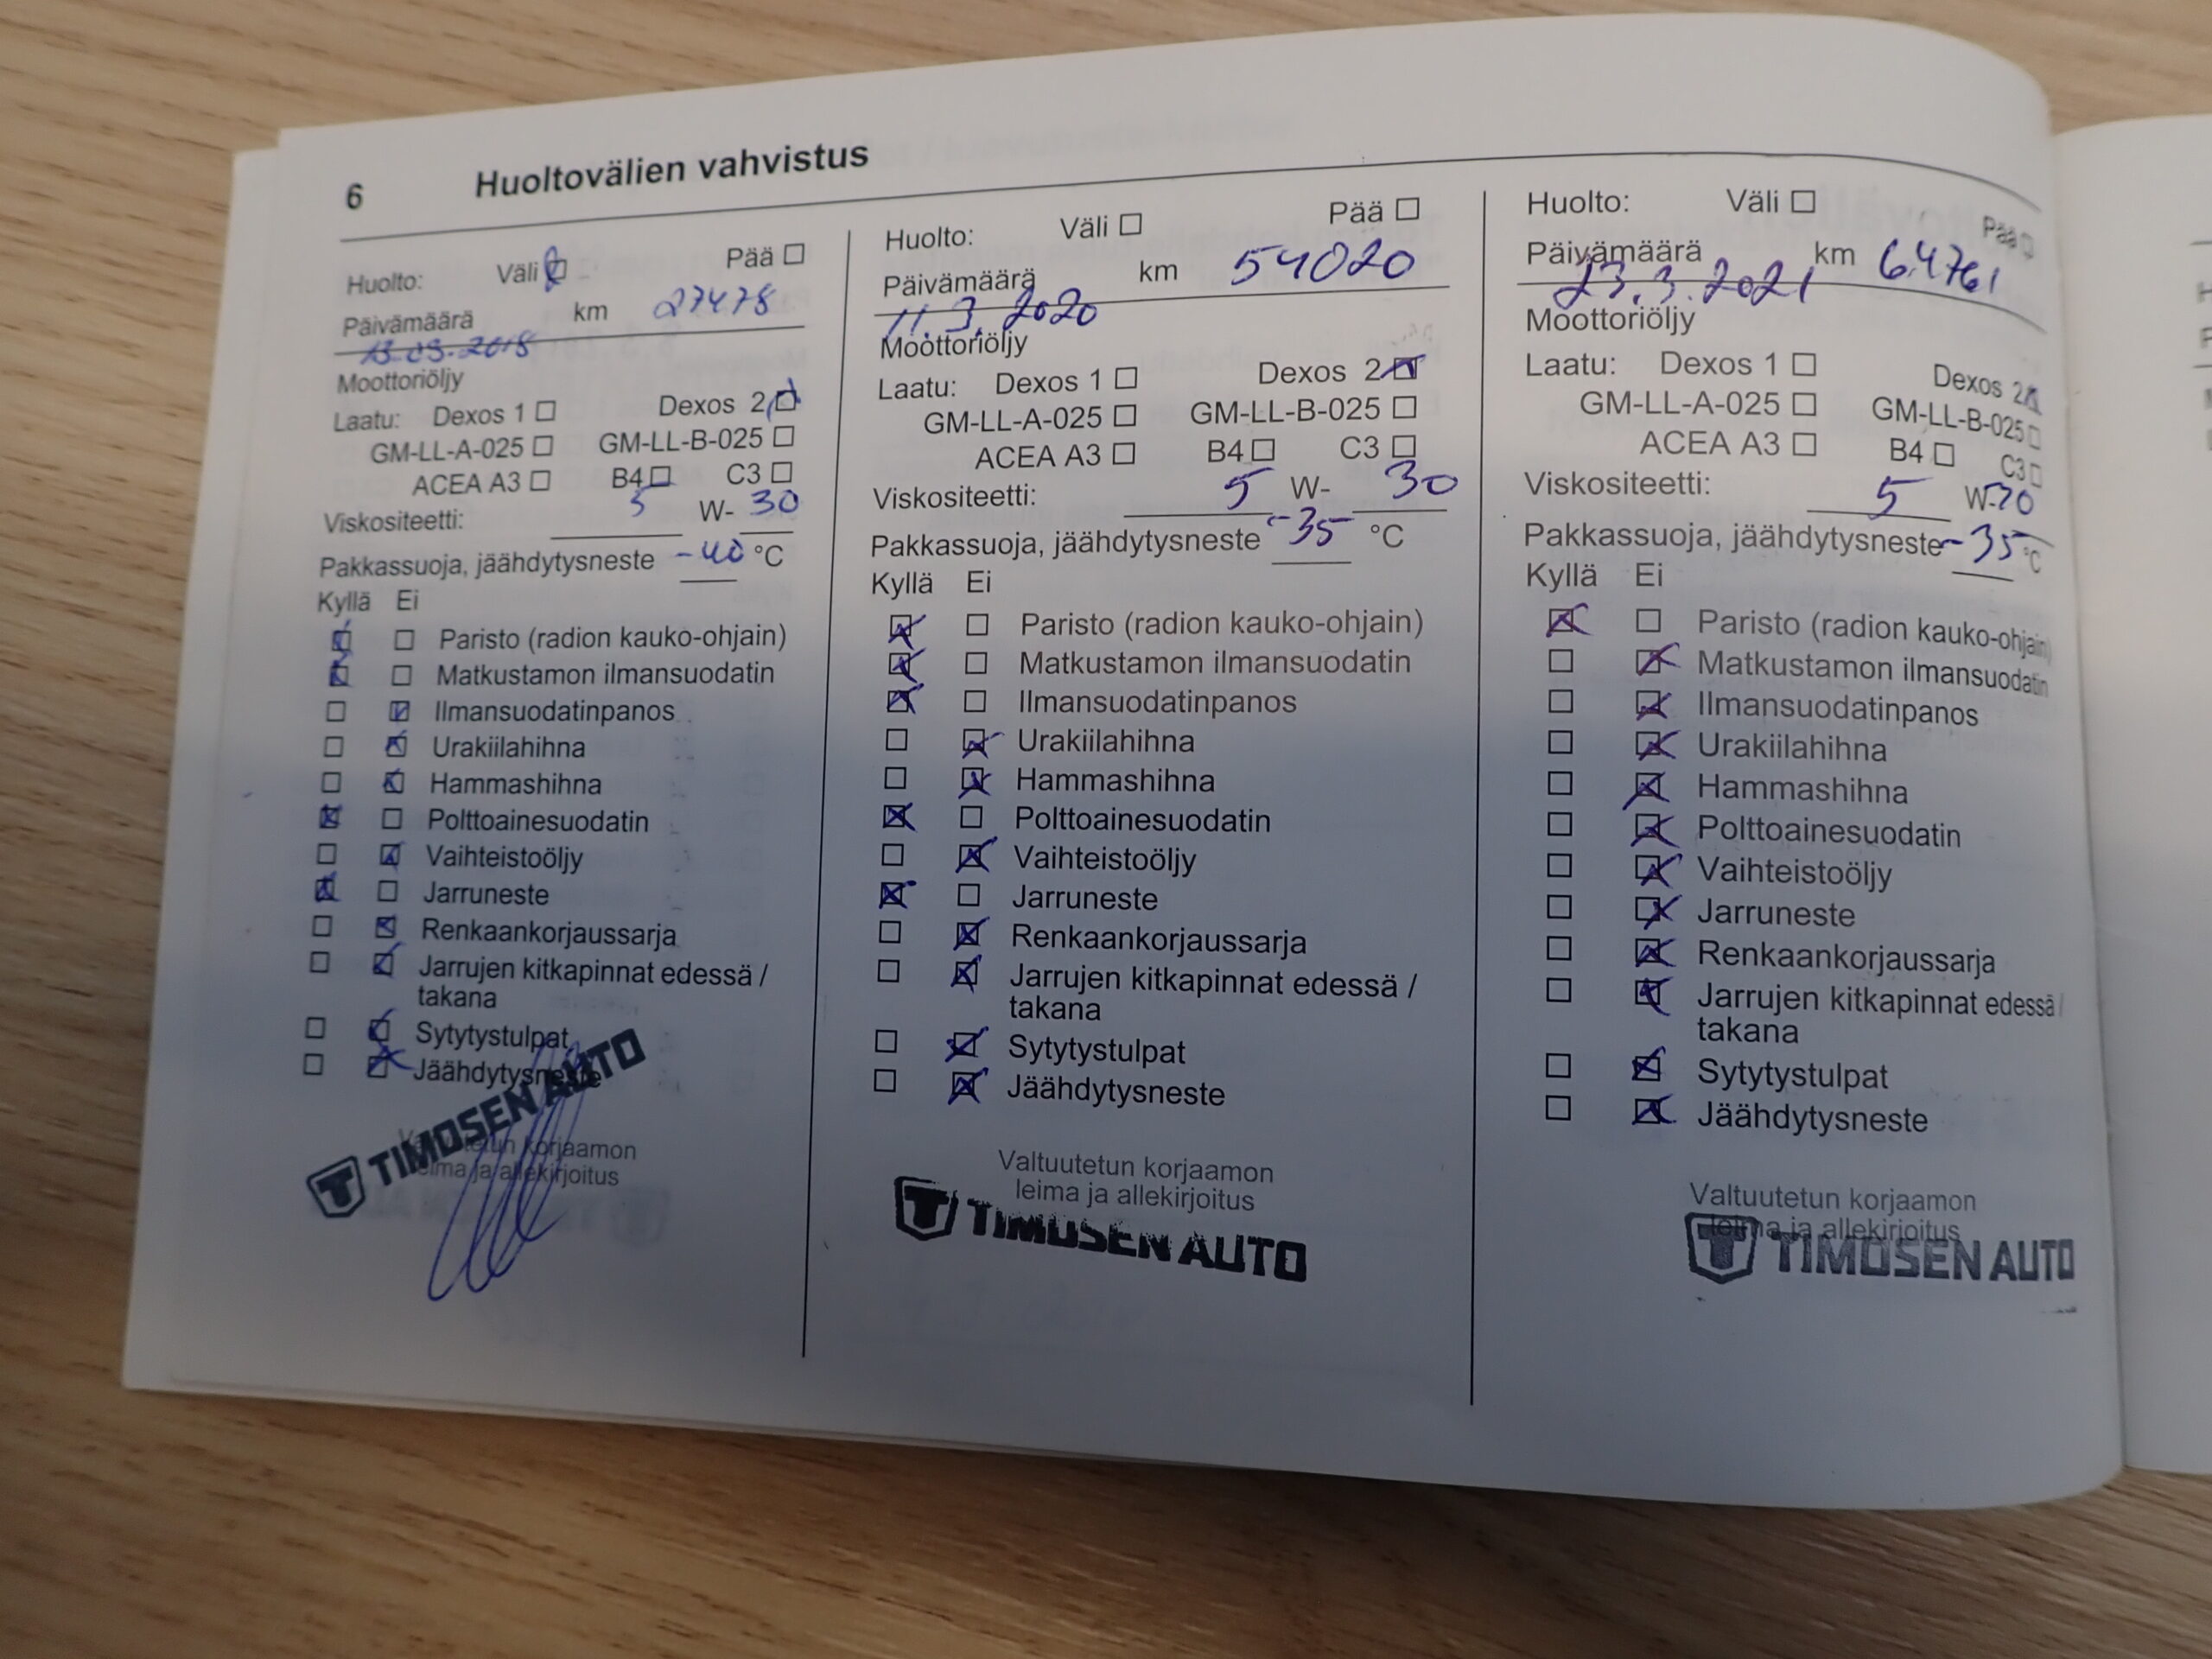 6 Huoltovälien vahvistus
Huolto: Väli Pää
Päivämäärä km 27478
13.09.2018
Moottoriöljy
Laatu: Dexos 1 Dexos 2
GM-LL-A-025 GM-LL-B-025
ACEA A3 B4 C3
Viskositeetti: 5 W- 30
Pakkassuoja, jäähdytysneste -40 °C
Kyllä Ei
Paristo (radion kauko-ohjain)
Matkustamon ilmansuodatin
Ilmansuodatinpanos
Urakiilahihna
Hammashihna
Polttoainesuodatin
Vaihteistoöljy
Jarruneste
Renkaankorjaussarja
Jarrujen kitkapinnat edessä /
takana
Sytytystulpat
Jäähdytysneste
TIMOSEN AUTO
Valtuutetun korjaamon
leima ja allekirjoitus
Huolto: Väli Pää
Päivämäärä km 54020
11.3.2020
Moottoriöljy
Laatu: Dexos 1 Dexos 2
GM-LL-A-025 GM-LL-B-025
ACEA A3 B4 C3
Viskositeetti: 5 W- 30
Pakkassuoja, jäähdytysneste -35 °C
Kyllä Ei
Paristo (radion kauko-ohjain)
Matkustamon ilmansuodatin
Ilmansuodatinpanos
Urakiilahihna
Hammashihna
Polttoainesuodatin
Vaihteistoöljy
Jarruneste
Renkaankorjaussarja
Jarrujen kitkapinnat edessä /
takana
Sytytystulpat
Jäähdytysneste
Valtuutetun korjaamon
leima ja allekirjoitus
TIMOSEN AUTO
Huolto: Väli Pää
Päivämäärä km 64761
23.3.2021
Moottoriöljy
Laatu: Dexos 1 Dexos 2
GM-LL-A-025 GM-LL-B-025
ACEA A3 B4 C3
Viskositeetti: 5 W-
Pakkassuoja, jäähdytysneste -35 °C
Kyllä Ei
Paristo (radion kauko-ohjain)
Matkustamon ilmansuodatin
Ilmansuodatinpanos
Urakiilahihna
Hammashihna
Polttoainesuodatin
Vaihteistoöljy
Jarruneste
Renkaankorjaussarja
Jarrujen kitkapinnat edessä /
takana
Sytytystulpat
Jäähdytysneste
Valtuutetun korjaamon
leima ja allekirjoitus
TIMOSEN AUTO